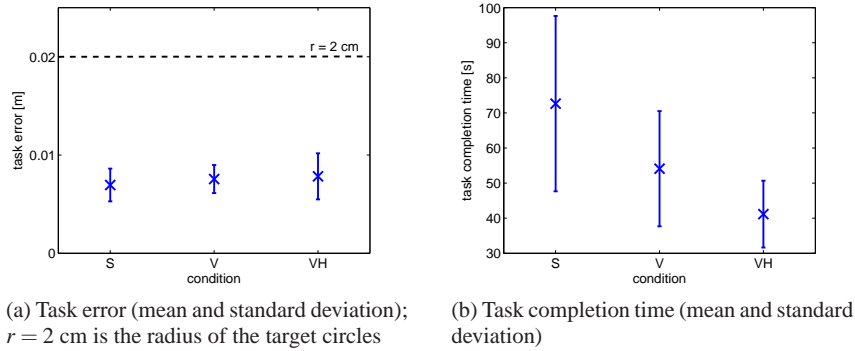 r = 2 cm
0.02
0.01
0
task error [m]
S V VH
condition
(a) Task error (mean and standard deviation);
r = 2 cm is the radius of the target circles
100
90
80
70
60
50
40
30
task completion time [s]
S V VH
condition
(b) Task completion time (mean and standard
deviation)